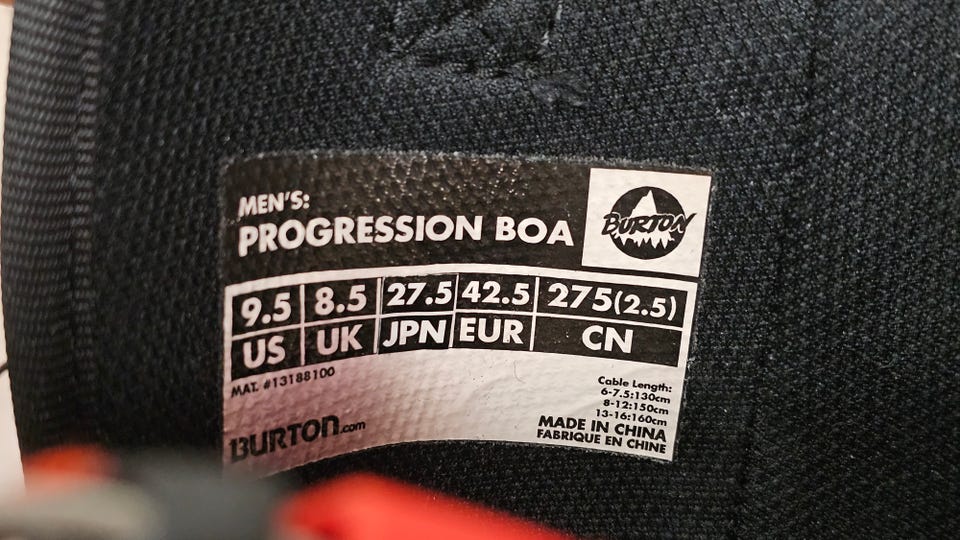 MEN'S:
PROGRESSION BOA
BURTON
9.5 8.5 27.5 42.5 275(2.5)
US UK JPN EUR CN
MAT. #13188100
Cable Length:
6-7.5:130cm
8-12:150cm
13-16:160cm
BURTON.com
MADE IN CHINA
FABRIQUE EN CHINE